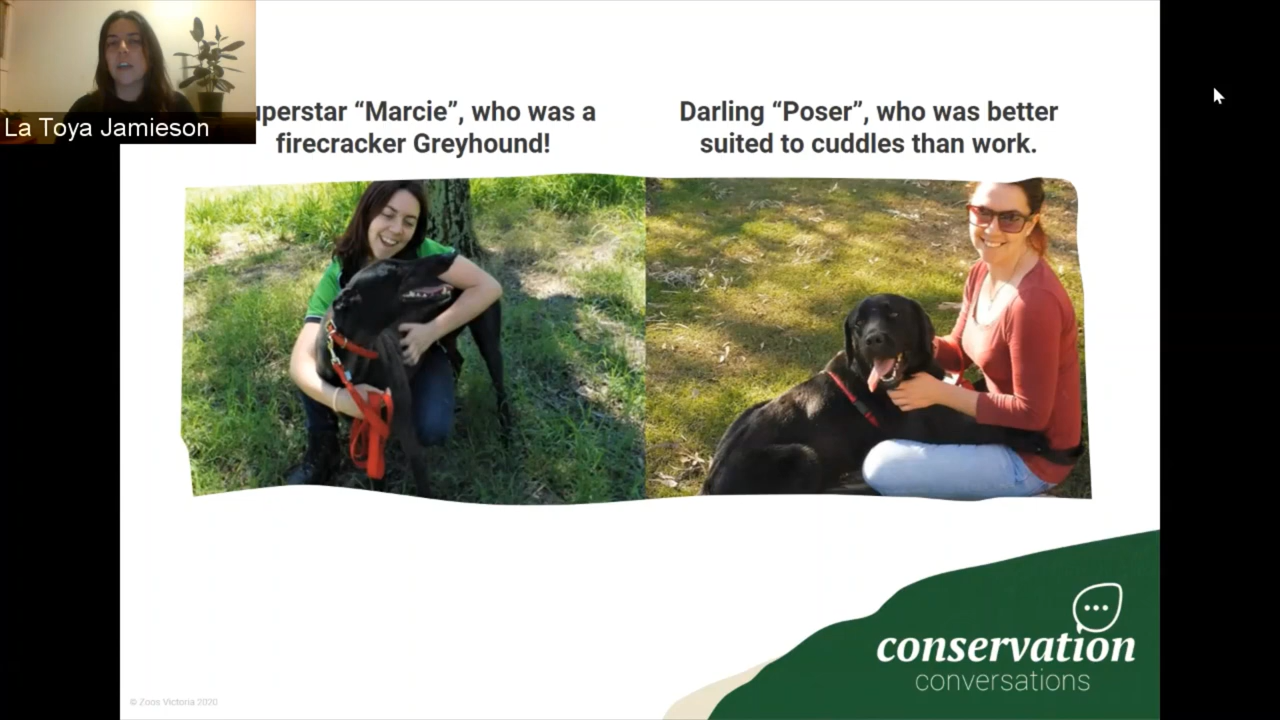 La Toya Jamieson
uperstar “Marcie”, who was a
firecracker Greyhound!
Darling “Poser”, who was better
suited to cuddles than work.
conservation
conversations
© Zoos Victoria 2020